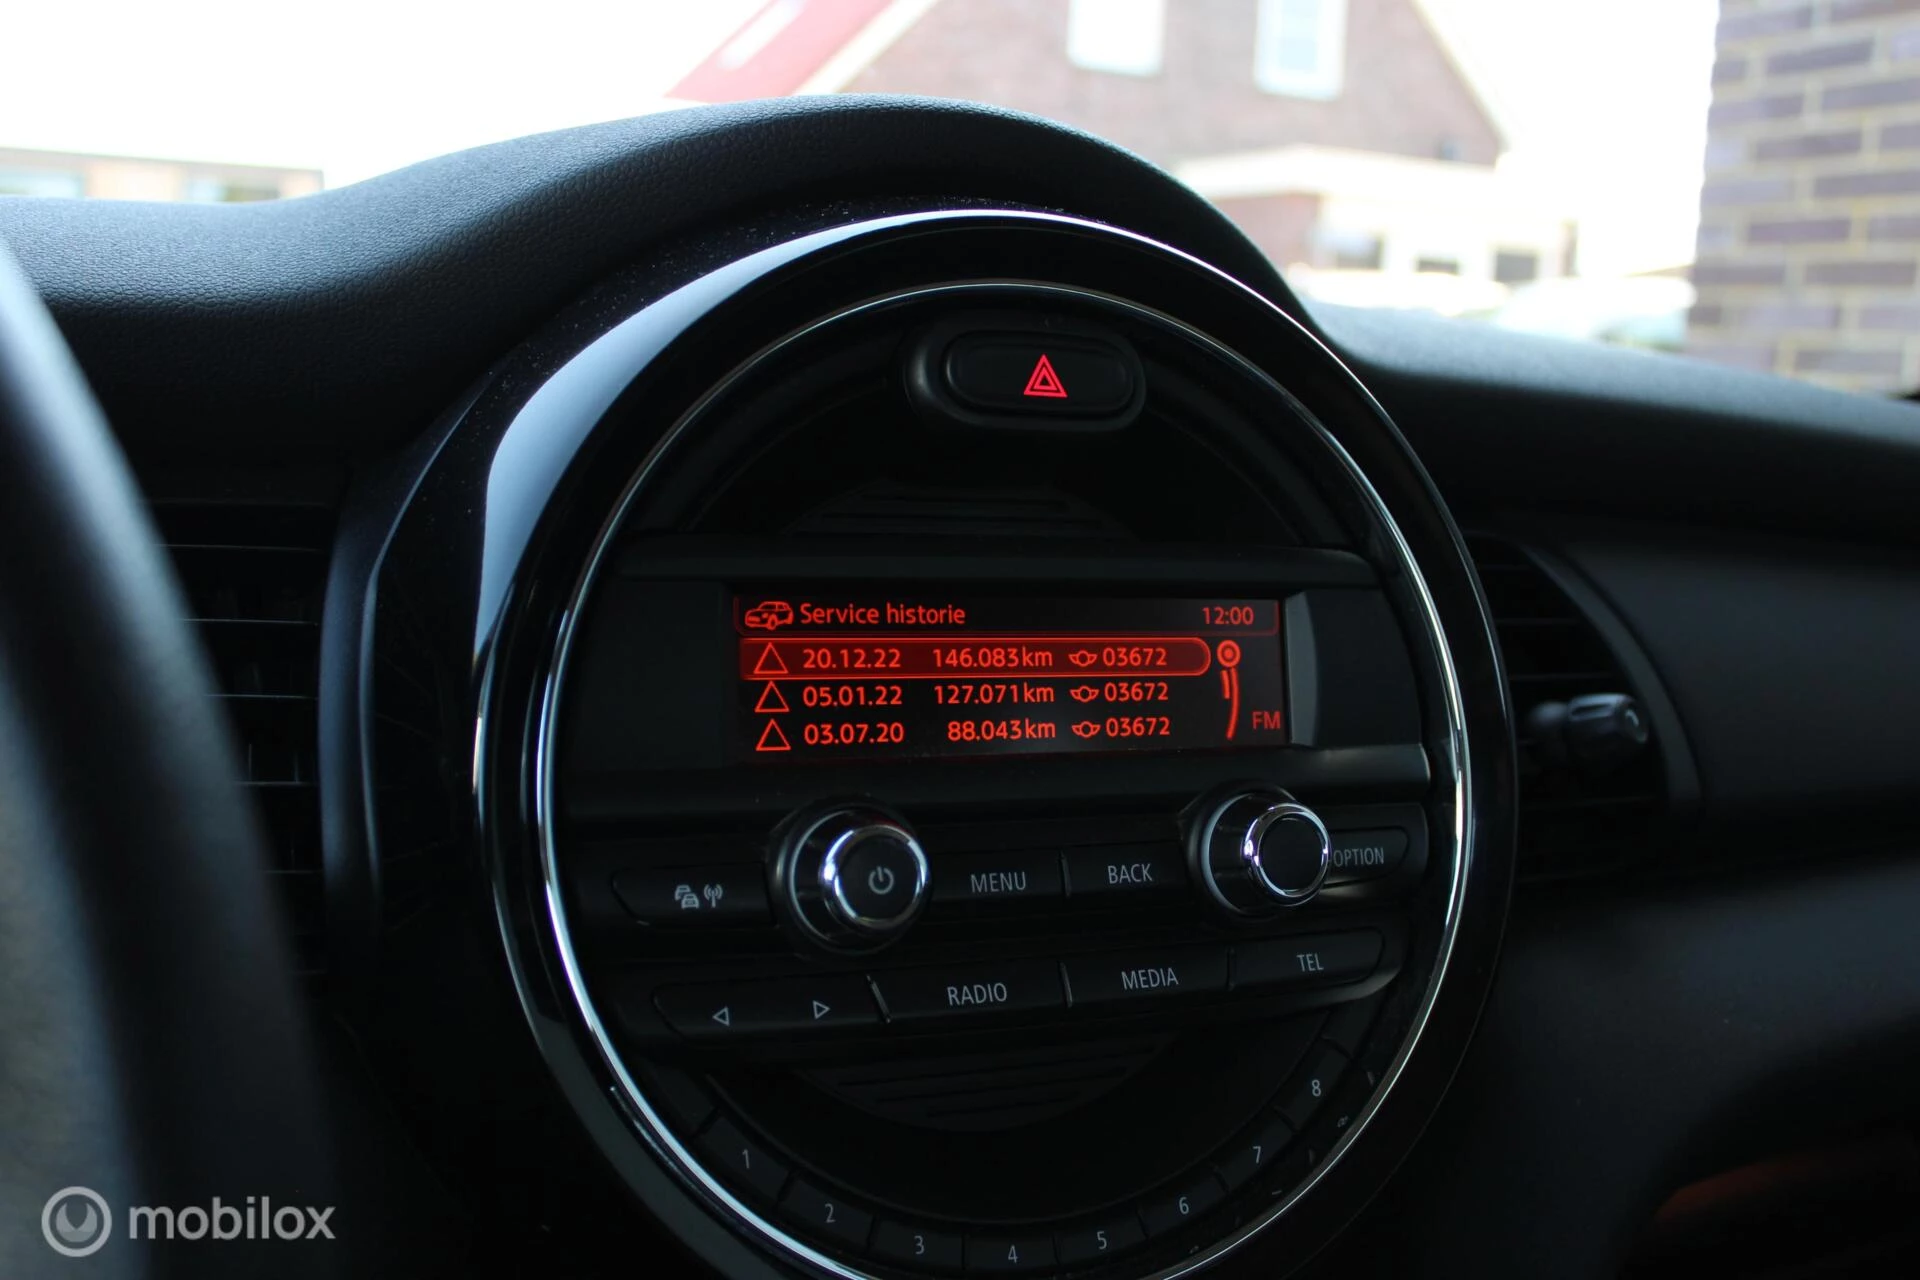 Service historie 12:00
20.12.22 146.083km 03672
05.01.22 127.071km 03672
03.07.20 88.043km 03672
FM
MENU BACK OPTION
RADIO MEDIA TEL
1 2 3 4 5 6 7 8
mobilox